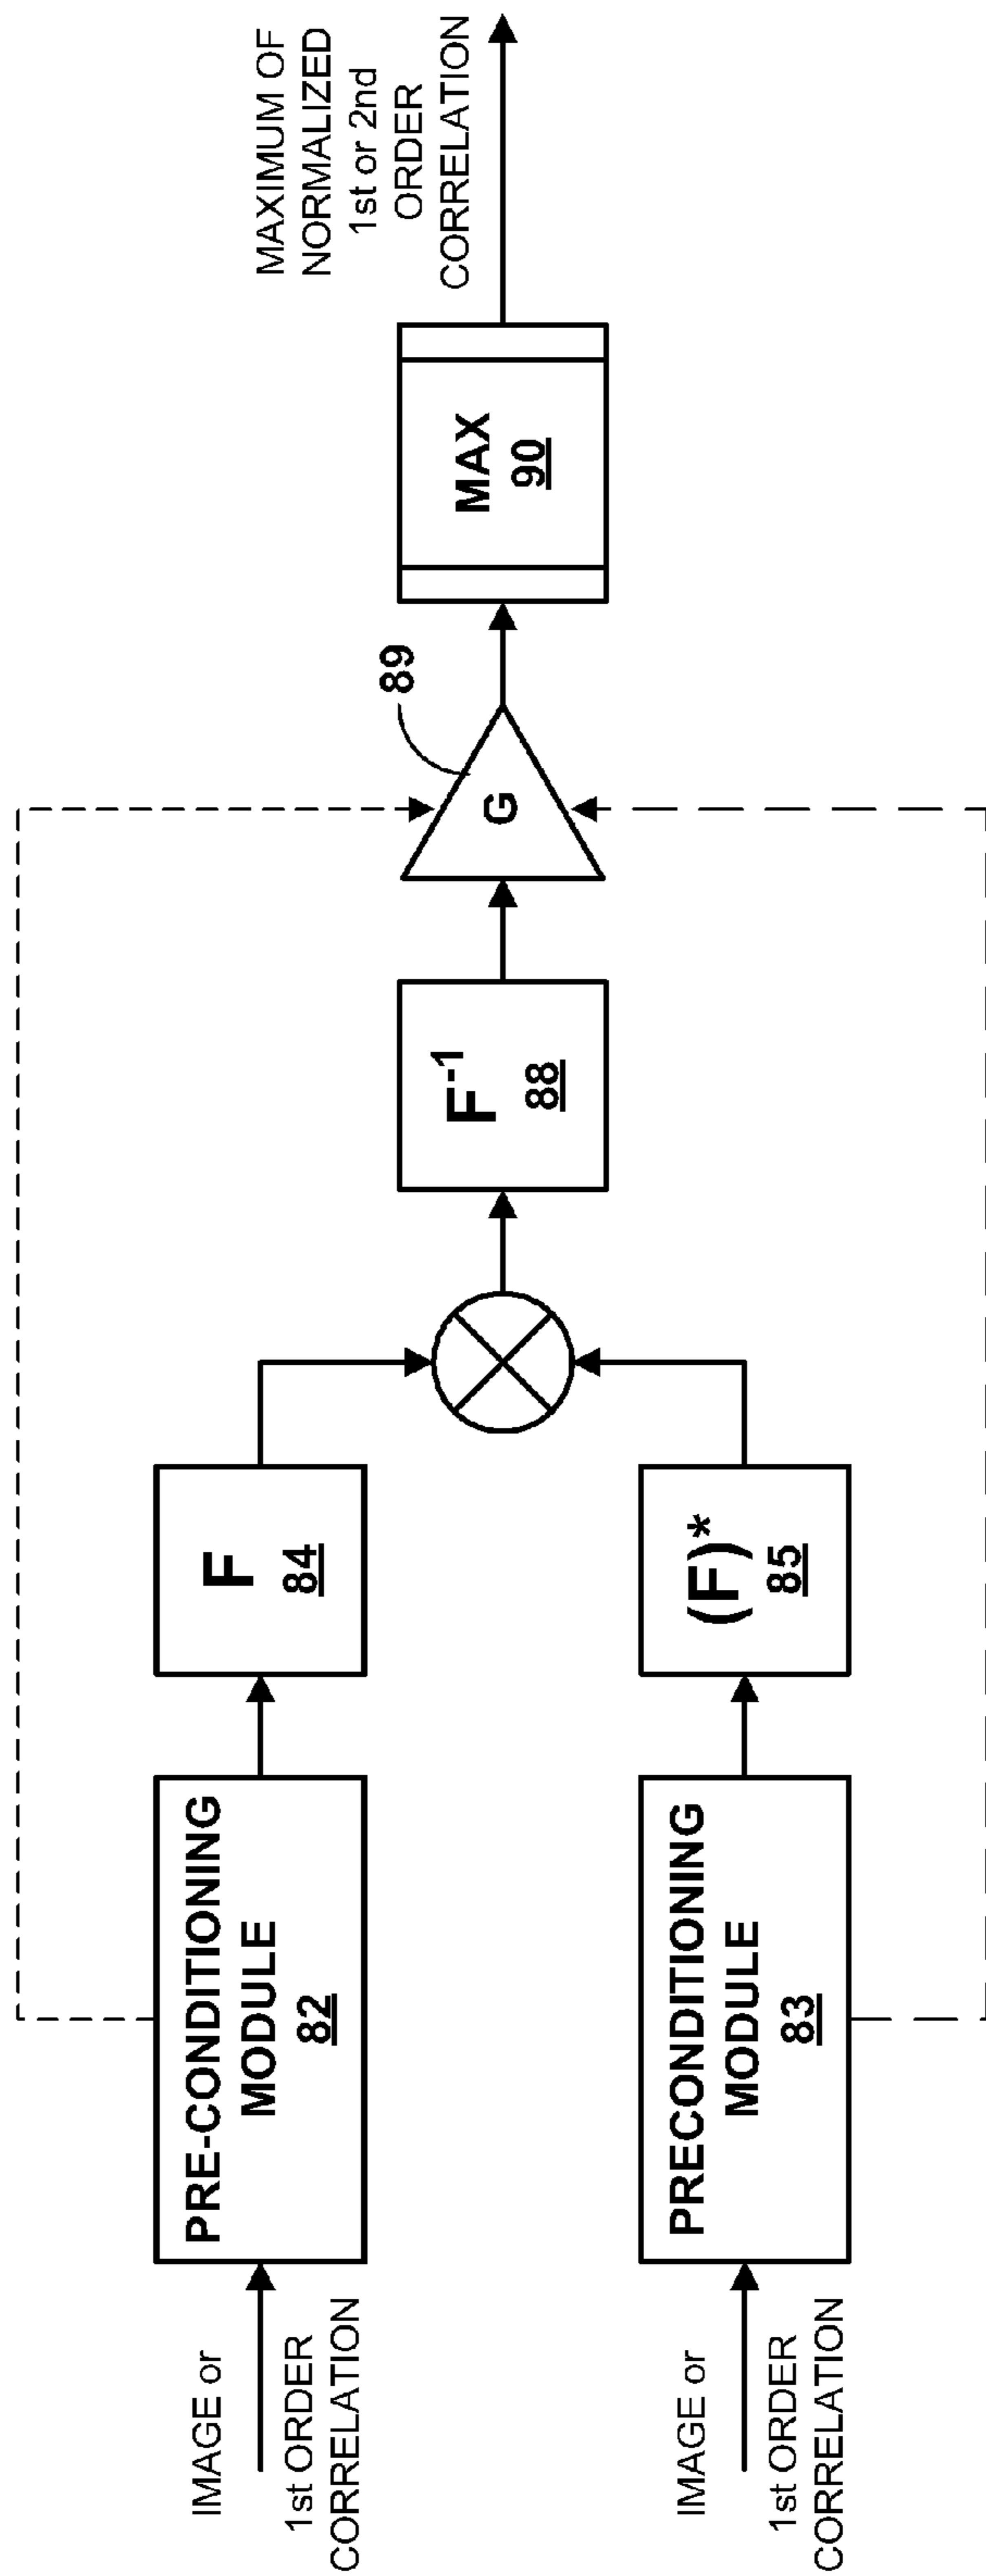 IMAGE or
1st ORDER
CORRELATION
PRE-CONDITIONING
MODULE
82
F
84
IMAGE or
1st ORDER
CORRELATION
PRECONDITIONING
MODULE
83
(F)*
85
F-1
88
G
89
MAX
90
MAXIMUM OF
NORMALIZED
1st or 2nd
ORDER
CORRELATION